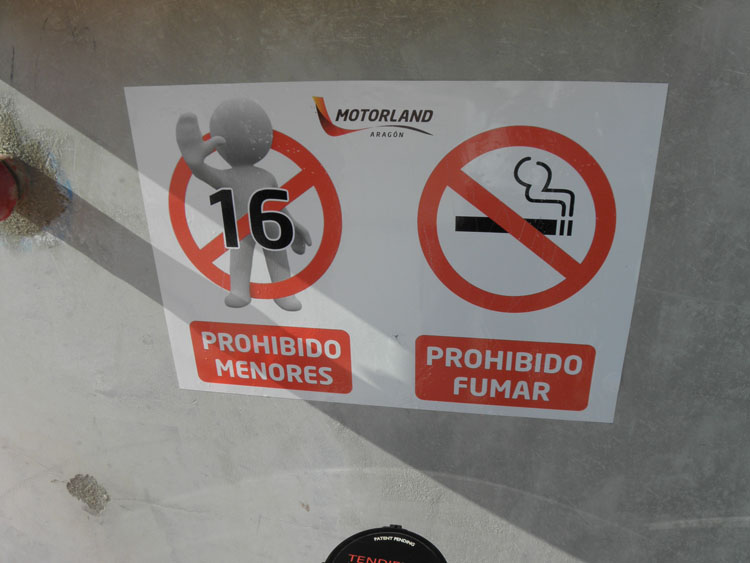 MOTORLAND
ARAGÓN
16
PROHIBIDO
MENORES
PROHIBIDO
FUMAR
PATENT PENDING